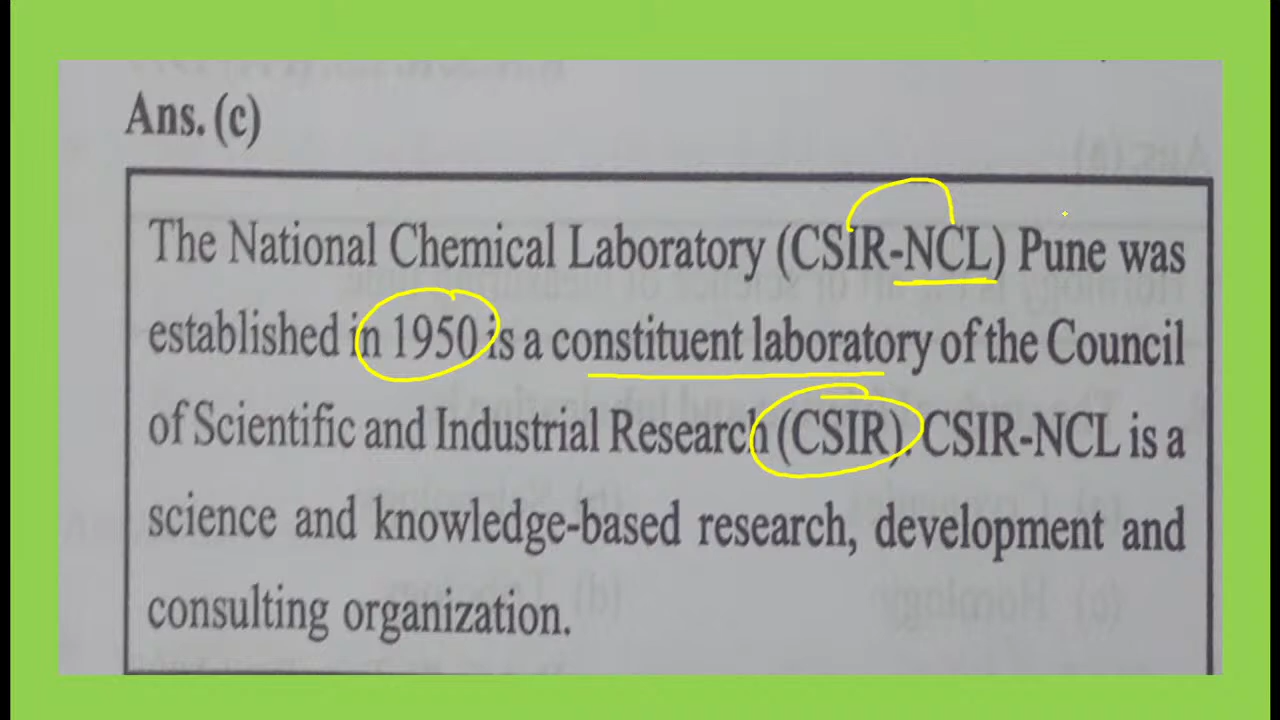 Ans. (c)
The National Chemical Laboratory (CSIR-NCL) Pune was
established in 1950 is a constituent laboratory of the Council
of Scientific and Industrial Research (CSIR). CSIR-NCL is a
science and knowledge-based research, development and
consulting organization.